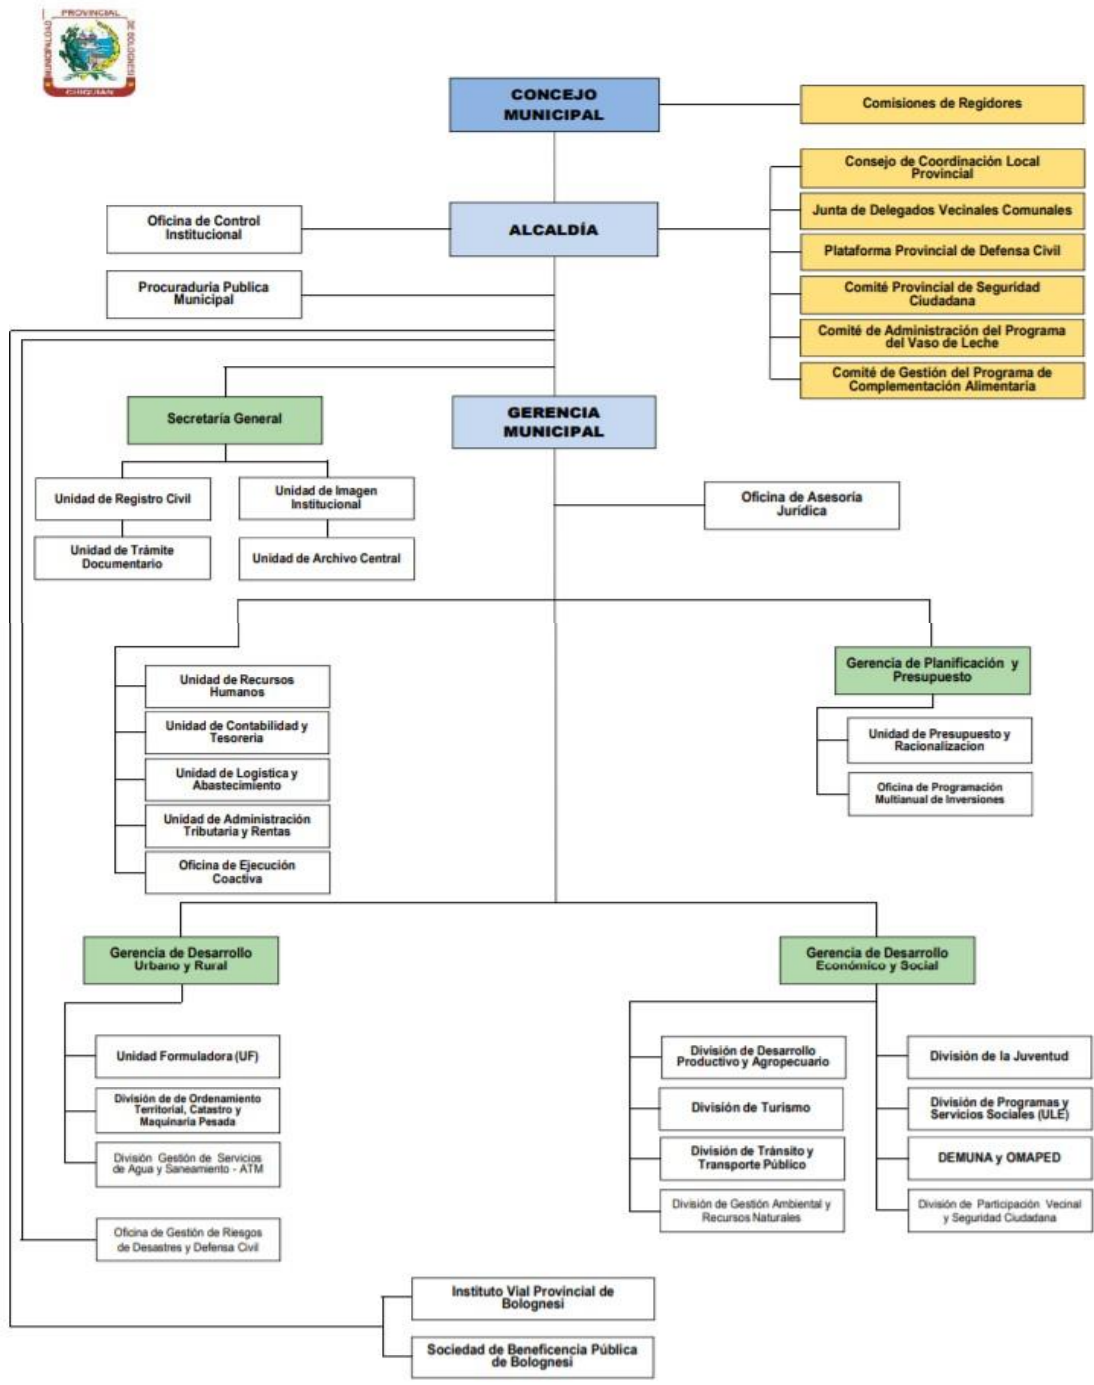 PROVINCIAL
MUNICIPALIDAD
DE BOLOGNESI
CHIQUIAN
CONCEJO
MUNICIPAL
Comisiones de Regidores
Consejo de Coordinación Local
Provincial
Junta de Delegados Vecinales Comunales
Plataforma Provincial de Defensa Civil
Comité Provincial de Seguridad
Ciudadana
Comité de Administración del Programa
del Vaso de Leche
Comité de Gestión del Programa de
Complementación Alimentaria
Oficina de Control
Institucional
ALCALDÍA
Procuraduría Publica
Municipal
Secretaría General
GERENCIA
MUNICIPAL
Unidad de Registro Civil
Unidad de Imagen
Institucional
Unidad de Trámite
Documentario
Unidad de Archivo Central
Oficina de Asesoría
Jurídica
Unidad de Recursos
Humanos
Unidad de Contabilidad y
Tesorería
Unidad de Logística y
Abastecimiento
Unidad de Administración
Tributaria y Rentas
Oficina de Ejecución
Coactiva
Gerencia de Planificación y
Presupuesto
Unidad de Presupuesto y
Racionalizacion
Oficina de Programación
Multianual de Inversiones
Gerencia de Desarrollo
Urbano y Rural
Unidad Formuladora (UF)
División de de Ordenamiento
Territorial, Catastro y
Maquinaria Pesada
División Gestión de Servicios
de Agua y Saneamiento - ATM
Oficina de Gestión de Riesgos
de Desastres y Defensa Civil
Gerencia de Desarrollo
Económico y Social
División de Desarrollo
Productivo y Agropecuario
División de Turismo
División de Tránsito y
Transporte Público
División de Gestión Ambiental y
Recursos Naturales
División de la Juventud
División de Programas y
Servicios Sociales (ULE)
DEMUNA y OMAPED
División de Participación Vecinal
y Seguridad Ciudadana
Instituto Vial Provincial de
Bolognesi
Sociedad de Beneficencia Pública
de Bolognesi